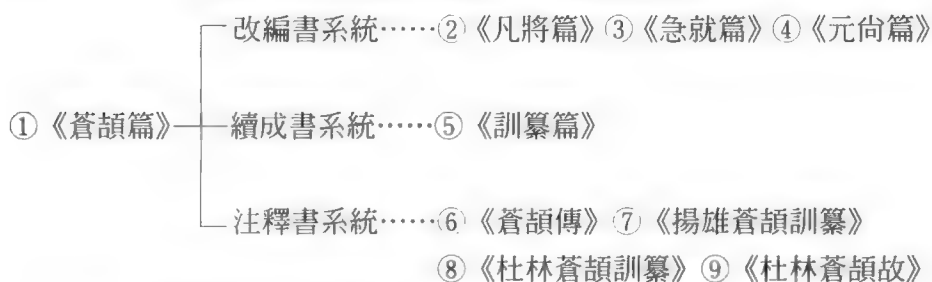 改編書系統……②《凡將篇》③《急就篇》④《元尚篇》
①《蒼頡篇》
續成書系統……⑤《訓纂篇》
注釋書系統……⑥《蒼頡傳》⑦《揚雄蒼頡訓纂》
⑧《杜林蒼頡訓纂》⑨《杜林蒼頡故》